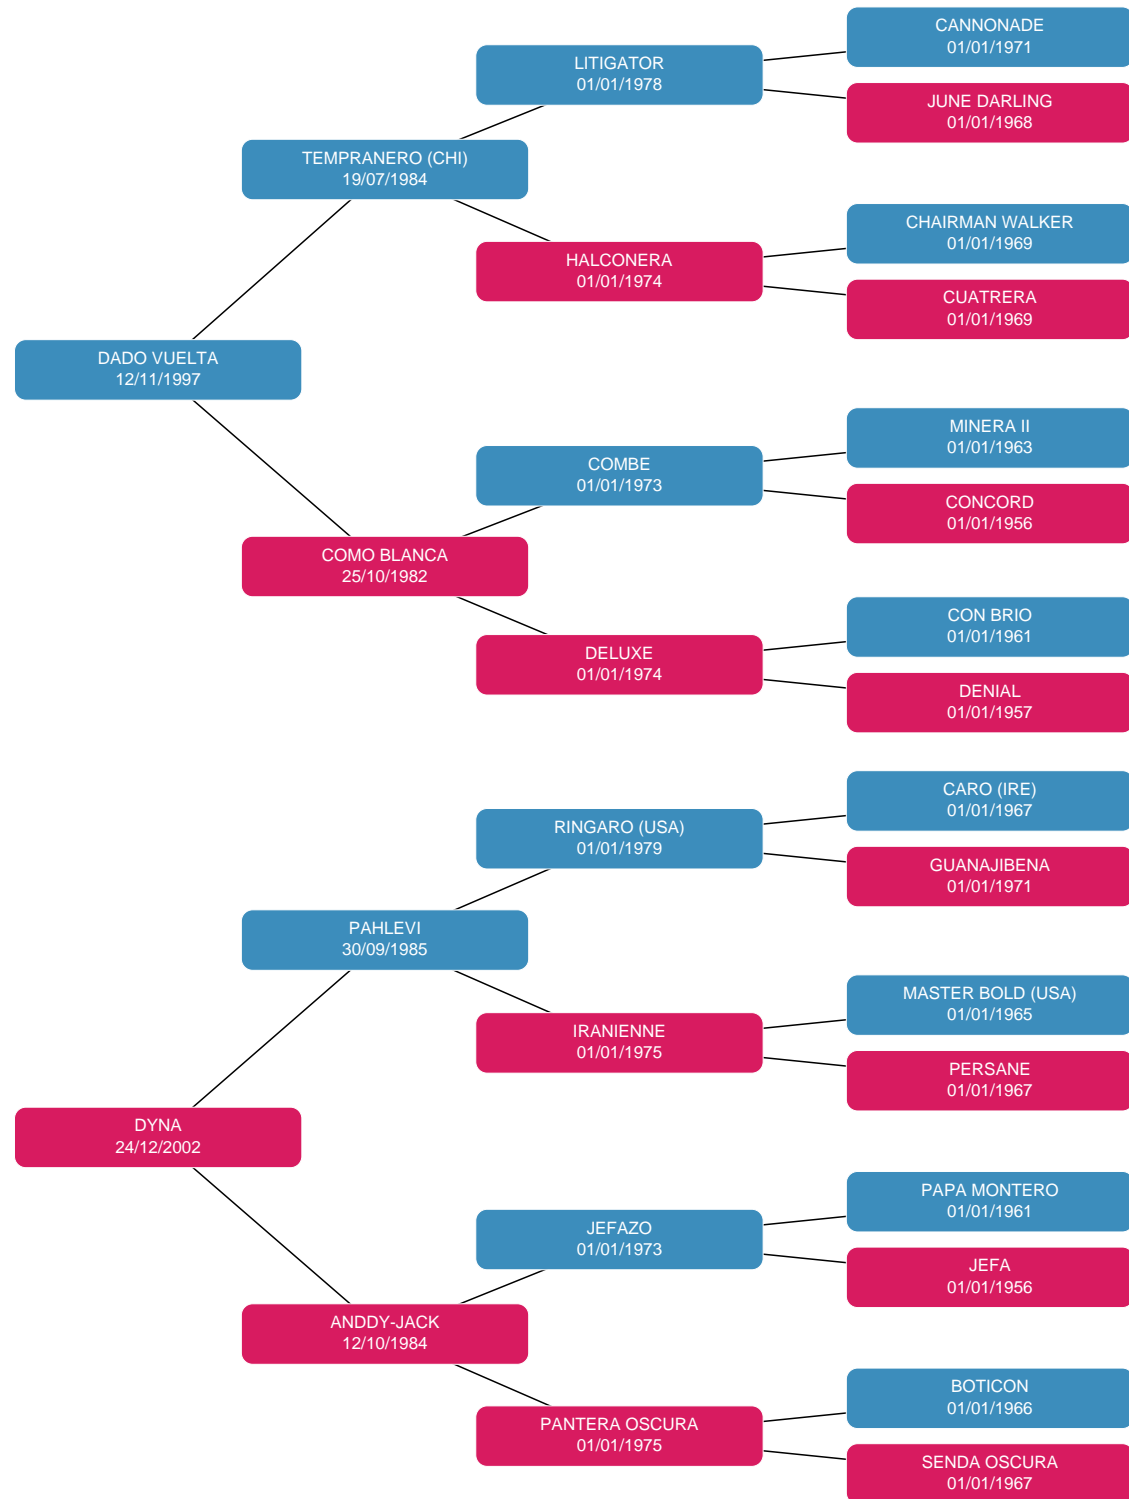 CANNONADE
01/01/1971
LITIGATOR
01/01/1978
JUNE DARLING
01/01/1968
TEMPRANERO (CHI)
19/07/1984
CHAIRMAN WALKER
01/01/1969
HALCONERA
01/01/1974
CUATRERA
01/01/1969
DADO VUELTA
12/11/1997
MINERA II
01/01/1963
COMBE
01/01/1973
CONCORD
01/01/1956
COMO BLANCA
25/10/1982
CON BRIO
01/01/1961
DELUXE
01/01/1974
DENIAL
01/01/1957
CARO (IRE)
01/01/1967
RINGARO (USA)
01/01/1979
GUANAJIBENA
01/01/1971
PAHLEVI
30/09/1985
MASTER BOLD (USA)
01/01/1965
IRANIENNE
01/01/1975
PERSANE
01/01/1967
DYNA
24/12/2002
PAPA MONTERO
01/01/1961
JEFAZO
01/01/1973
JEFA
01/01/1956
ANDDY-JACK
12/10/1984
BOTICON
01/01/1966
PANTERA OSCURA
01/01/1975
SENDA OSCURA
01/01/1967